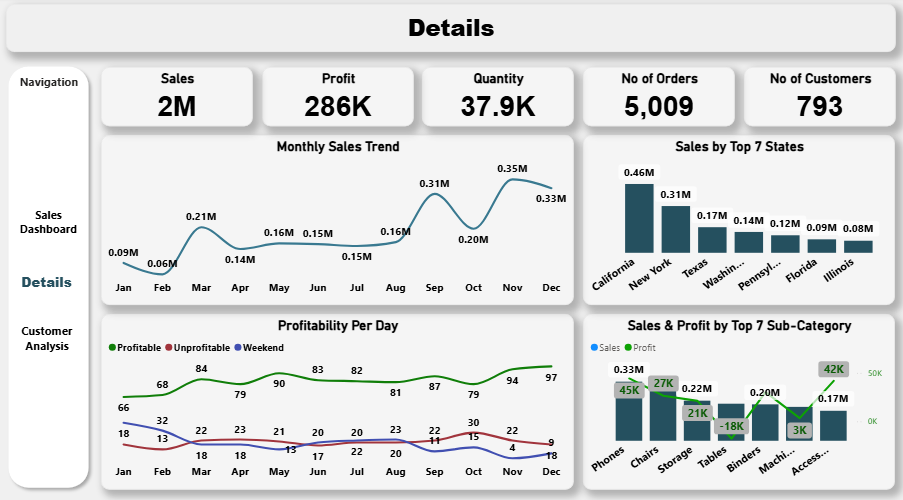 Details
Navigation
Sales
Dashboard
Details
Customer
Analysis
Sales
2M
Profit
286K
Quantity
37.9K
No of Orders
5,009
No of Customers
793
Monthly Sales Trend
0.09M 0.06M 0.21M 0.14M 0.16M 0.15M 0.15M 0.16M 0.31M 0.20M 0.35M 0.33M
Jan Feb Mar Apr May Jun Jul Aug Sep Oct Nov Dec
Sales by Top 7 States
0.46M 0.31M 0.17M 0.14M 0.12M 0.09M 0.08M
California New York Texas Washin... Pennsyl... Florida Illinois
Profitability Per Day
Profitable Unprofitable Weekend
66 68 84 79 90 83 82 81 87 79 94 97
18 32 22 23 21 20 20 23 22 30 22 9
13 18 18 13 17 22 20 11 15 4 18
Jan Feb Mar Apr May Jun Jul Aug Sep Oct Nov Dec
Sales & Profit by Top 7 Sub-Category
Sales Profit
0.33M 0.22M 0.20M 0.17M
45K 27K 21K -18K 3K 42K
50K
0K
Phones Chairs Storage Tables Binders Machi... Access...